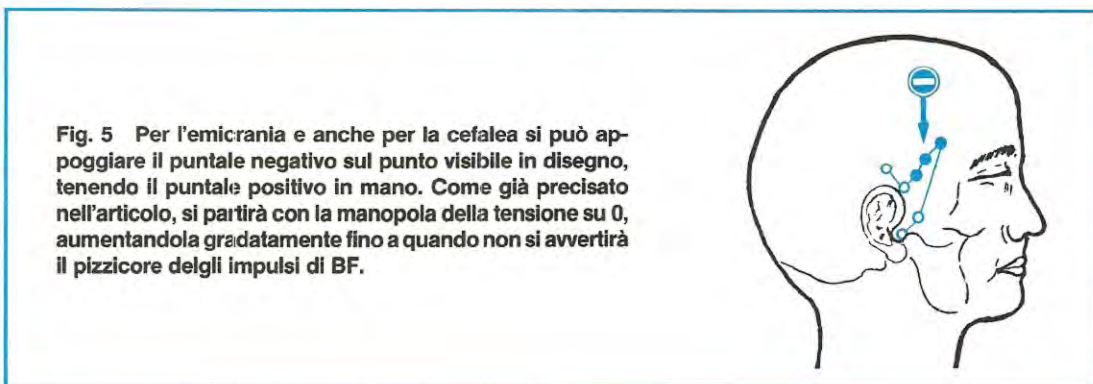 Fig. 5 Per l'emicrania e anche per la cefalea si può ap-
poggiare il puntale negativo sul punto visibile in disegno,
tenendo il puntale positivo in mano. Come già precisato
nell'articolo, si partirà con la manopola della tensione su 0,
aumentandola gradatamente fino a quando non si avvertirà
il pizzicore delgli impulsi di BF.